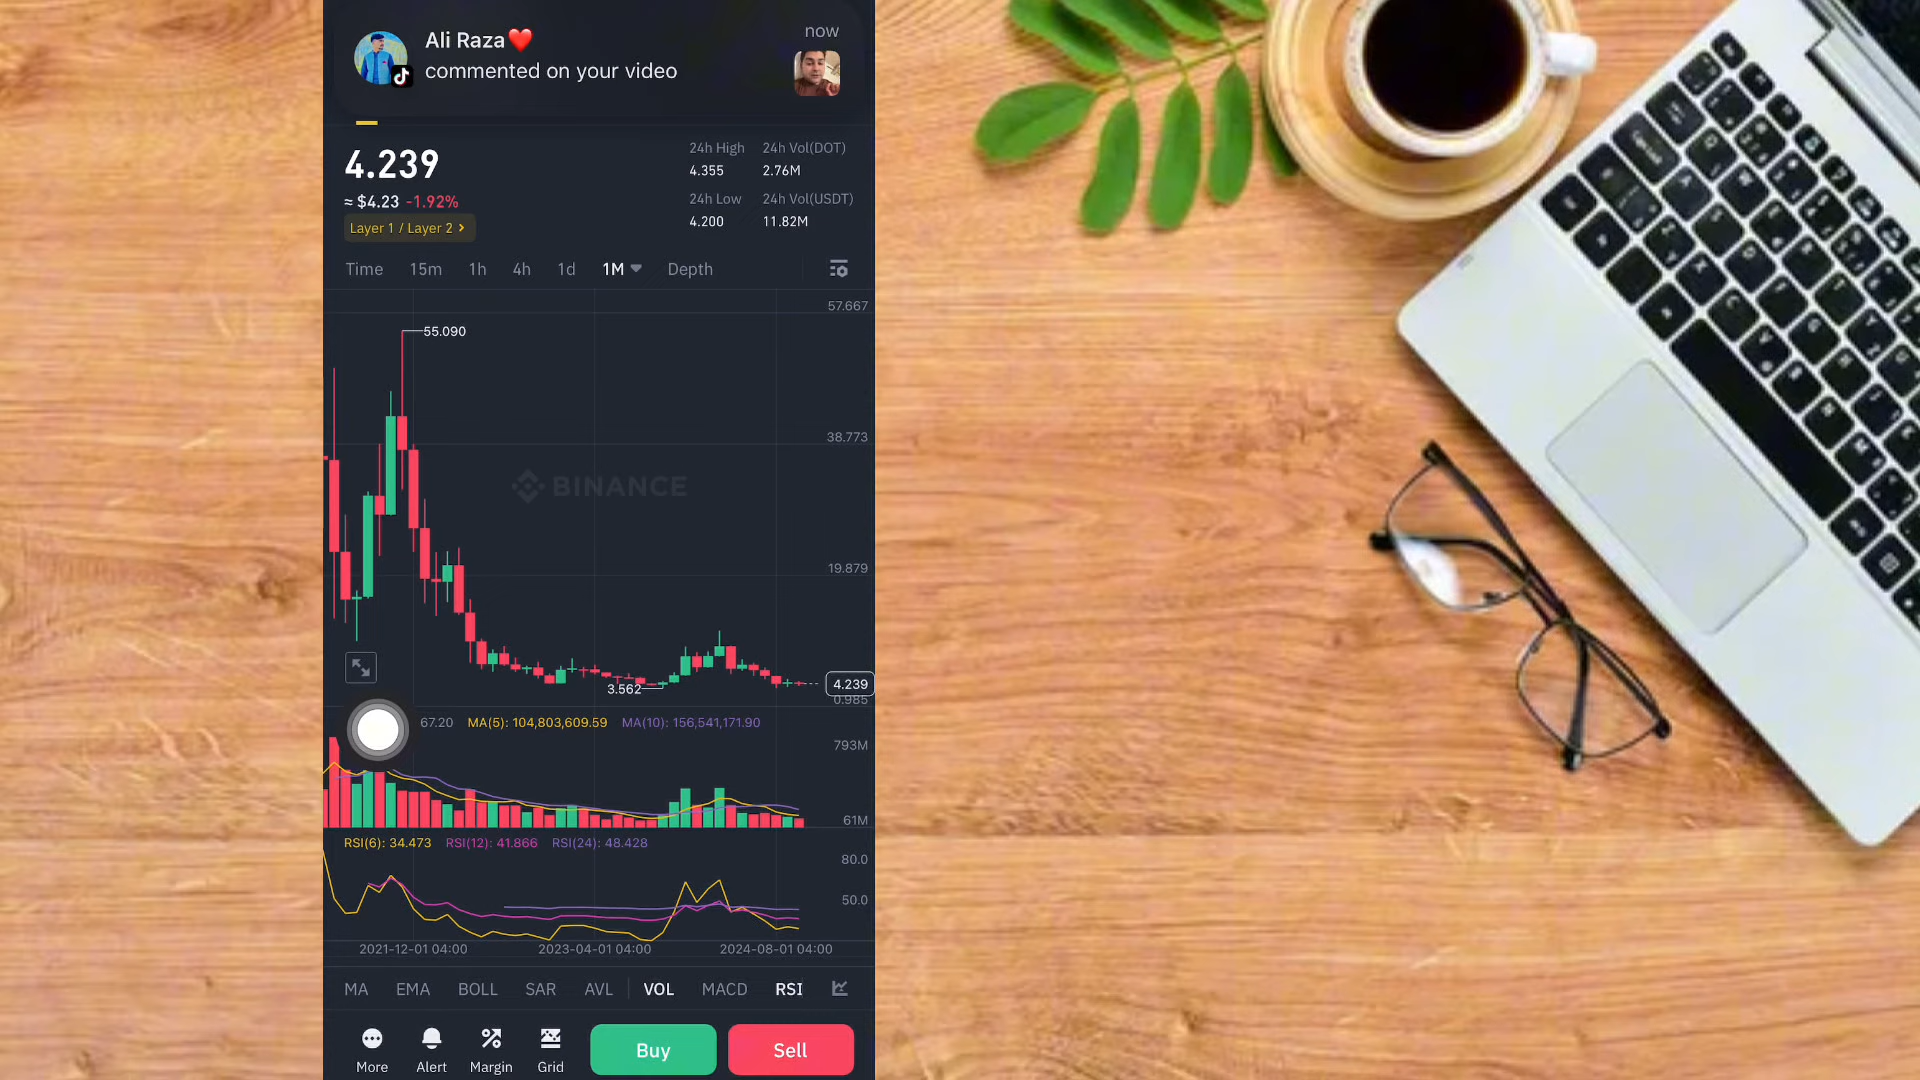 Ali Raza❤️
now
commented on your video
4.239
24h High
24h Vol(DOT)
4.355
2.76M
≈ $4.23 -1.92%
24h Low
24h Vol(USDT)
4.200
11.82M
Layer 1 / Layer 2 >
Time 15m 1h 4h 1d 1M Depth
57.667
55.090
38.773
BINANCE
19.879
3.562
4.239
0.985
67.20 MA(5): 104,803,609.59 MA(10): 156,541,171.90
793M
61M
RSI(6): 34.473 RSI(12): 41.866 RSI(24): 48.428
80.0
50.0
2021-12-01 04:00 2023-04-01 04:00 2024-08-01 04:00
MA EMA BOLL SAR AVL VOL MACD RSI
More Alert Margin Grid Buy Sell